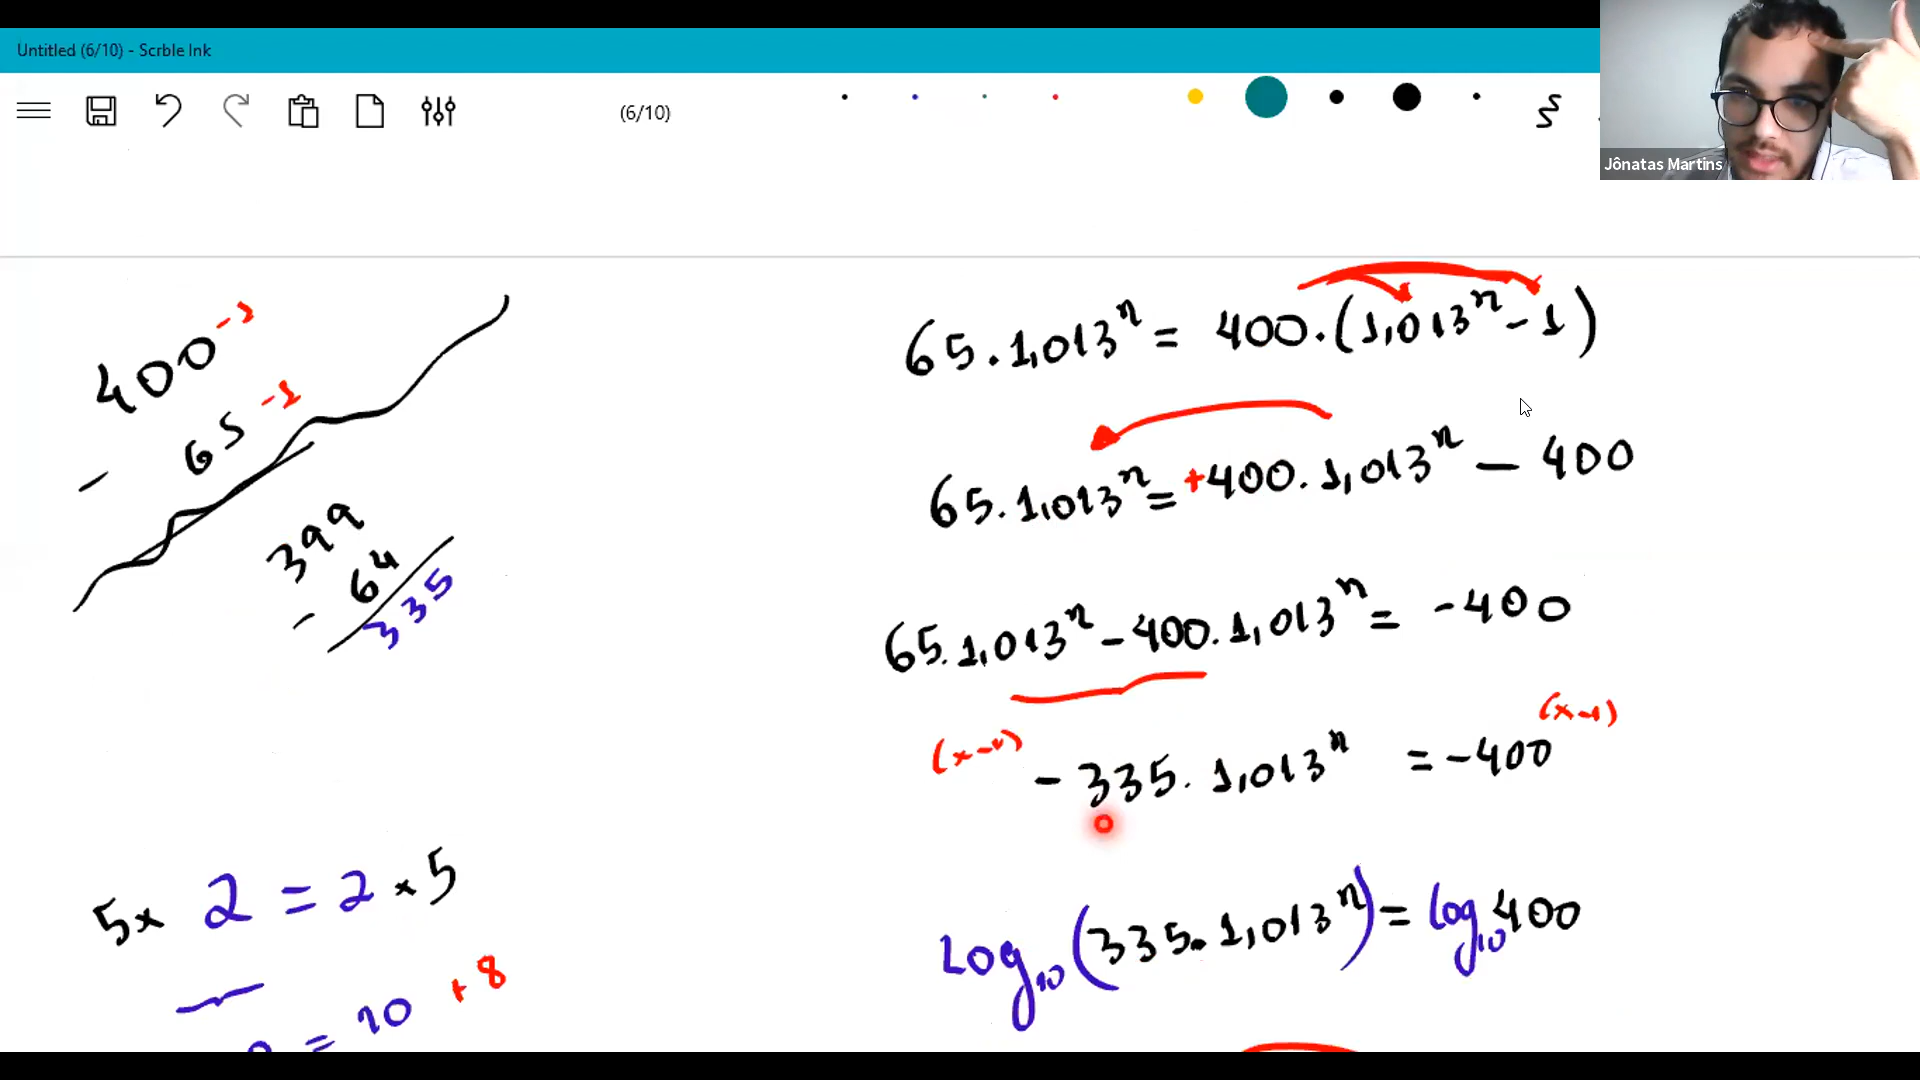 Untitled (6/10) - Scrble Ink
(6/10)
Jônatas Martins
400⁻¹
- 65⁻¹
399
- 64
335
5x 2 = 2 x 5
= 10 + 8
65.1,013ⁿ = 400.(1,013ⁿ - 1)
65.1,013ⁿ = +400.1,013ⁿ - 400
65.1,013ⁿ - 400.1,013ⁿ = -400
(x-1) - 335.1,013ⁿ = -400 (x-1)
Log₁₀(335.1,013ⁿ) = log₁₀400